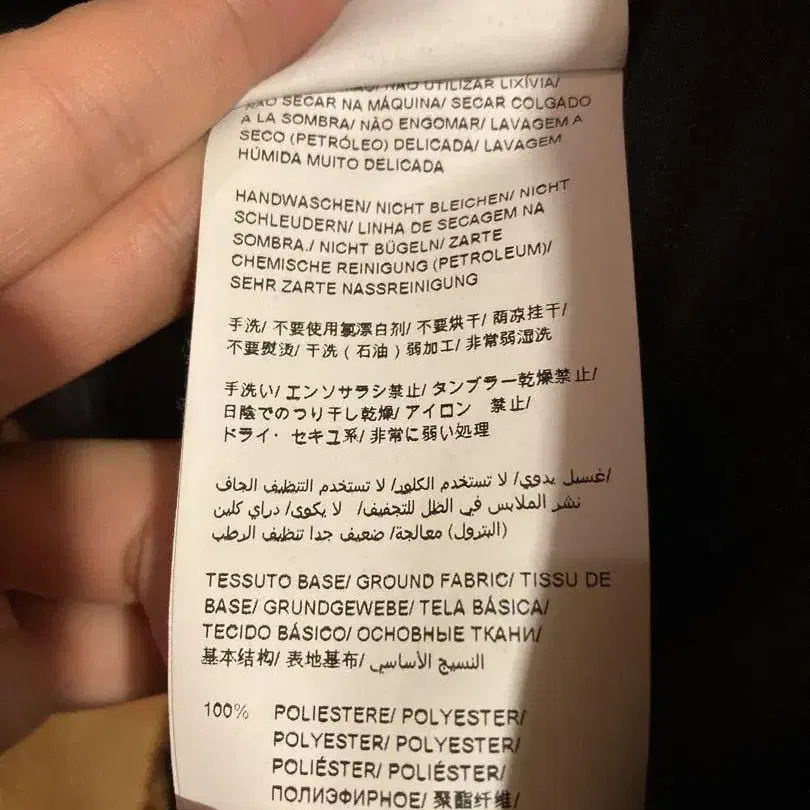 NÃO UTILIZAR LIXÍVIA/
NÃO SECAR NA MÁQUINA/ SECAR COLGADO
A LA SOMBRA/ NÃO ENGOMAR/ LAVAGEM A
SECO (PETRÓLEO) DELICADA/ LAVAGEM
HÚMIDA MUITO DELICADA
HANDWASCHEN/ NICHT BLEICHEN/ NICHT
SCHLEUDERN/ LINHA DE SECAGEM NA
SOMBRA./ NICHT BÜGELN/ ZARTE
CHEMISCHE REINIGUNG (PETROLEUM)/
SEHR ZARTE NASSREINIGUNG
手洗/ 不要使用氯漂白剂/ 不要烘干/ 荫凉挂干/
不要熨烫/ 干洗 ( 石油 ) 弱加工/ 非常弱湿洗
手洗い/ エンソサラシ禁止/ タンブラー乾燥禁止/
日陰でのつり干し乾燥/ アイロン 禁止/
ドライ· セキユ系/ 非常に弱い処理
غسيل يدوي/ لا تستخدم الكلور/ لا تستخدم التنظيف الجاف/
نشر الملابس في الظل للتجفيف/ لا يكوى/ دراي كلين
(البترول) معالجة/ ضعيف جدا تنظيف الرطب
TESSUTO BASE/ GROUND FABRIC/ TISSU DE
BASE/ GRUNDGEWEBE/ TELA BÁSICA/
TECIDO BÁSICO/ ОСНОВНЫЕ ТКАНИ/
基本结构/ 表地基布/ النسيج الأساسي
100% POLIESTERE/ POLYESTER/
POLYESTER/ POLYESTER/
POLIÉSTER/ POLIÉSTER/
ПОЛИЭФИРНОЕ/ 聚酯纤维/